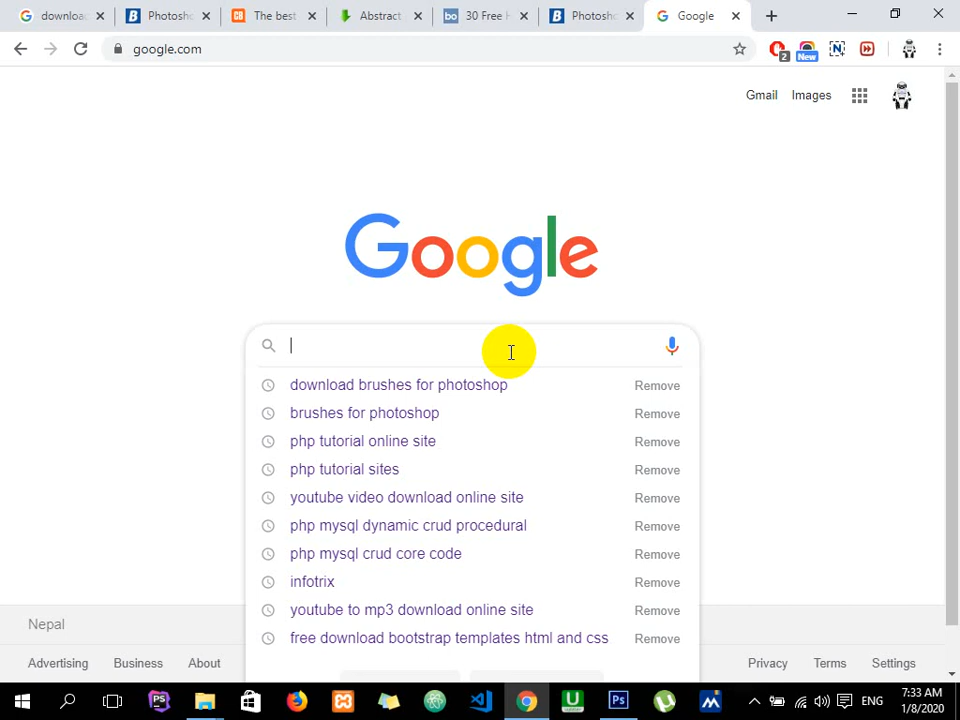 downloa
Photosh
The best
Abstract
30 Free H
Photosh
Google
google.com
2
New
Gmail
Images
Google
download brushes for photoshop
Remove
brushes for photoshop
Remove
php tutorial online site
Remove
php tutorial sites
Remove
youtube video download online site
Remove
php mysql dynamic crud procedural
Remove
php mysql crud core code
Remove
infotrix
Remove
youtube to mp3 download online site
Remove
free download bootstrap templates html and css
Remove
Nepal
Advertising
Business
About
Privacy
Terms
Settings
ENG
7:33 AM
1/8/2020